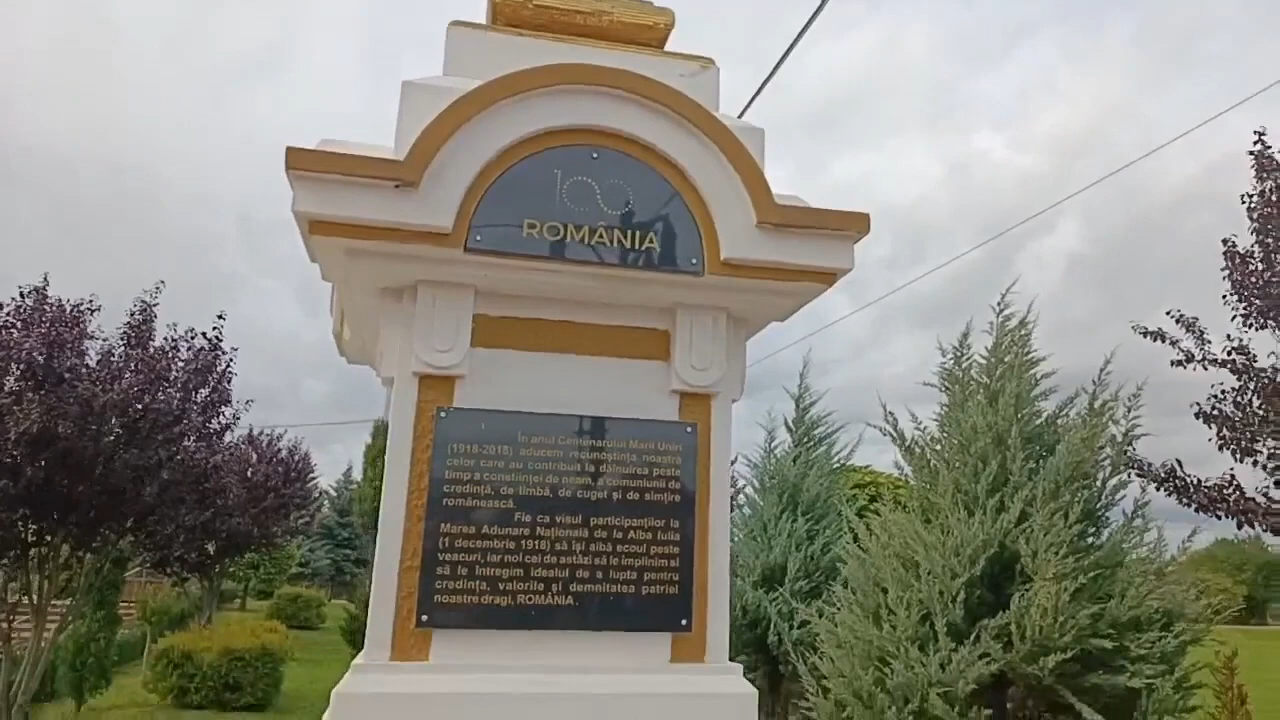 100
ROMÂNIA
În anul Centenarului Marii Uniri
(1918-2018) aducem recunoștința noastră
celor care au contribuit la dăinuirea peste
timp a constiinței de neam, a comuniunii de
credință, de limbă, de cuget și de simțire
românească.
Fie ca visul participanților la
Marea Adunare Națională de la Alba Iulia
(1 decembrie 1918) să își aibă ecoul peste
veacuri, iar noi cei de astăzi să le împlinim si
să le întregim idealul de a lupta pentru
credința, valorile și demnitatea patriei
noastre dragi, ROMÂNIA.